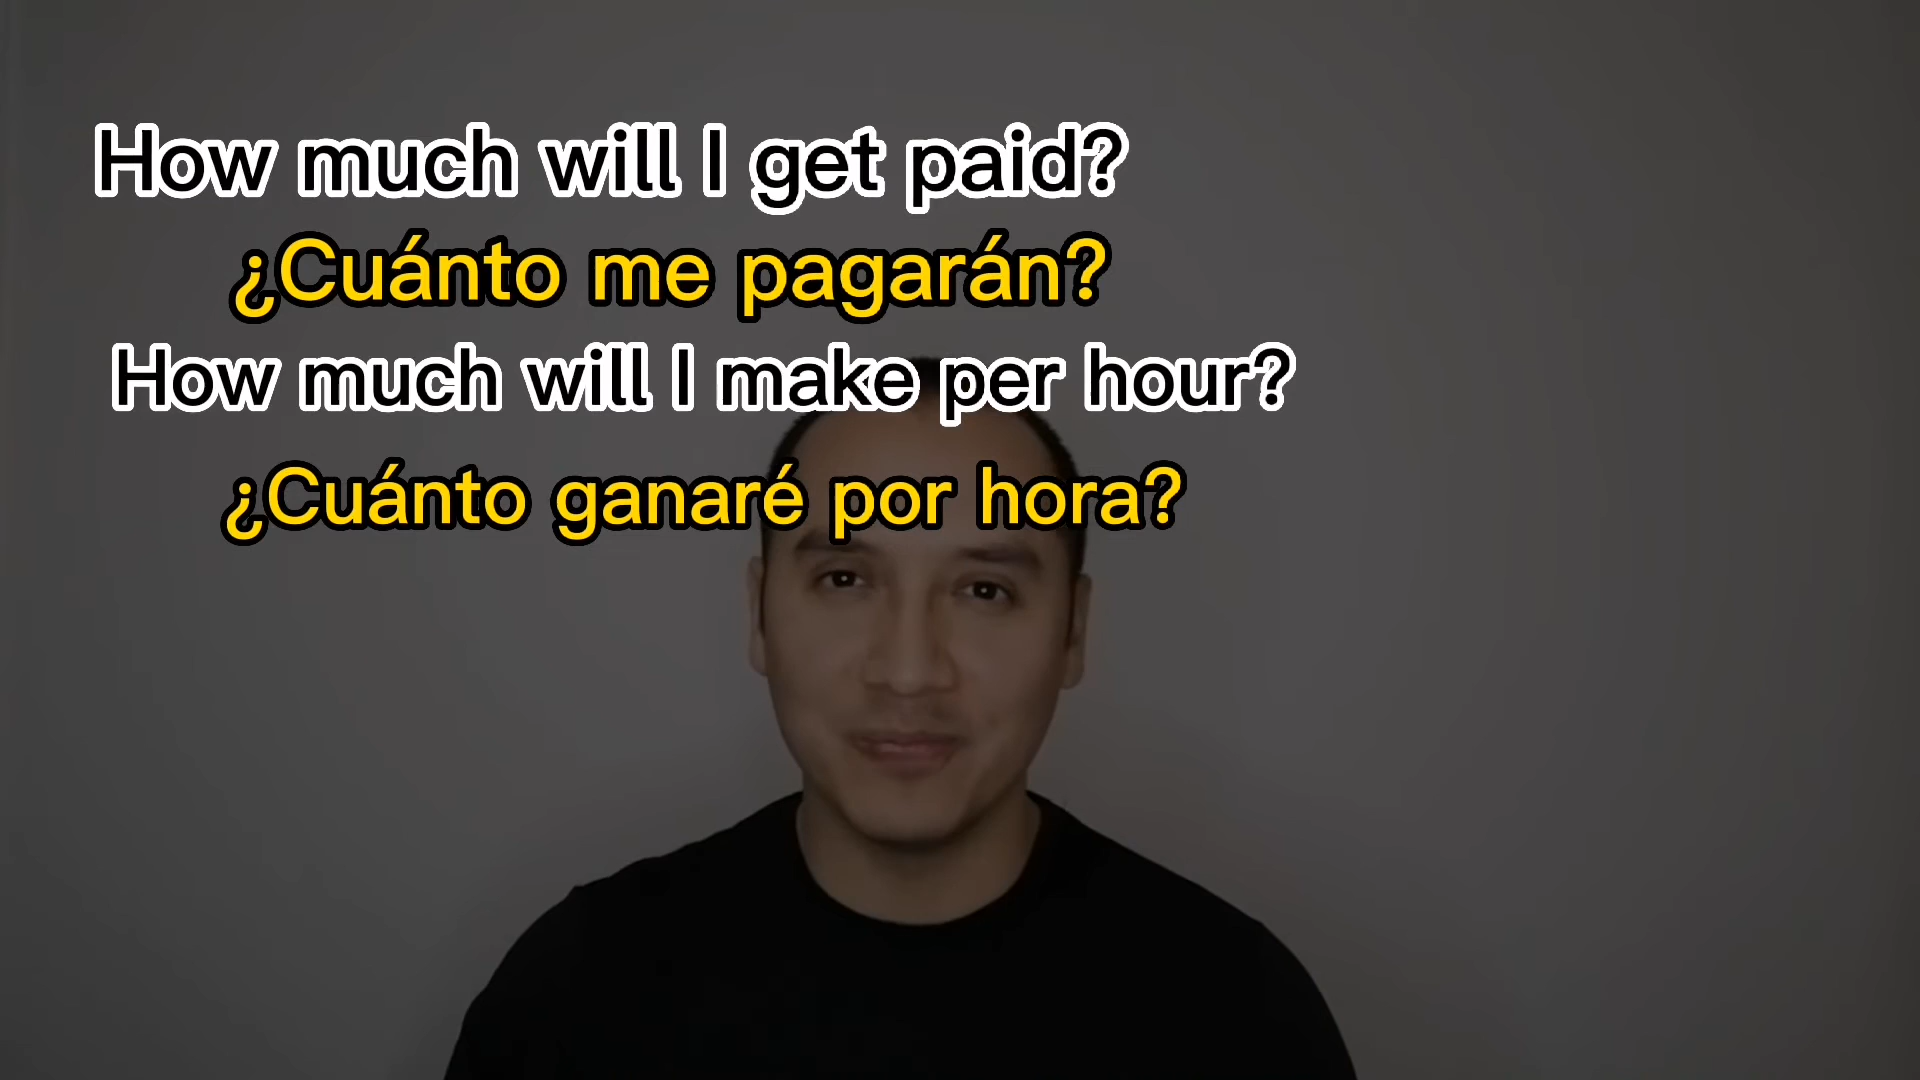 How much will I get paid?
¿Cuánto me pagarán?
How much will I make per hour?
¿Cuánto ganaré por hora?